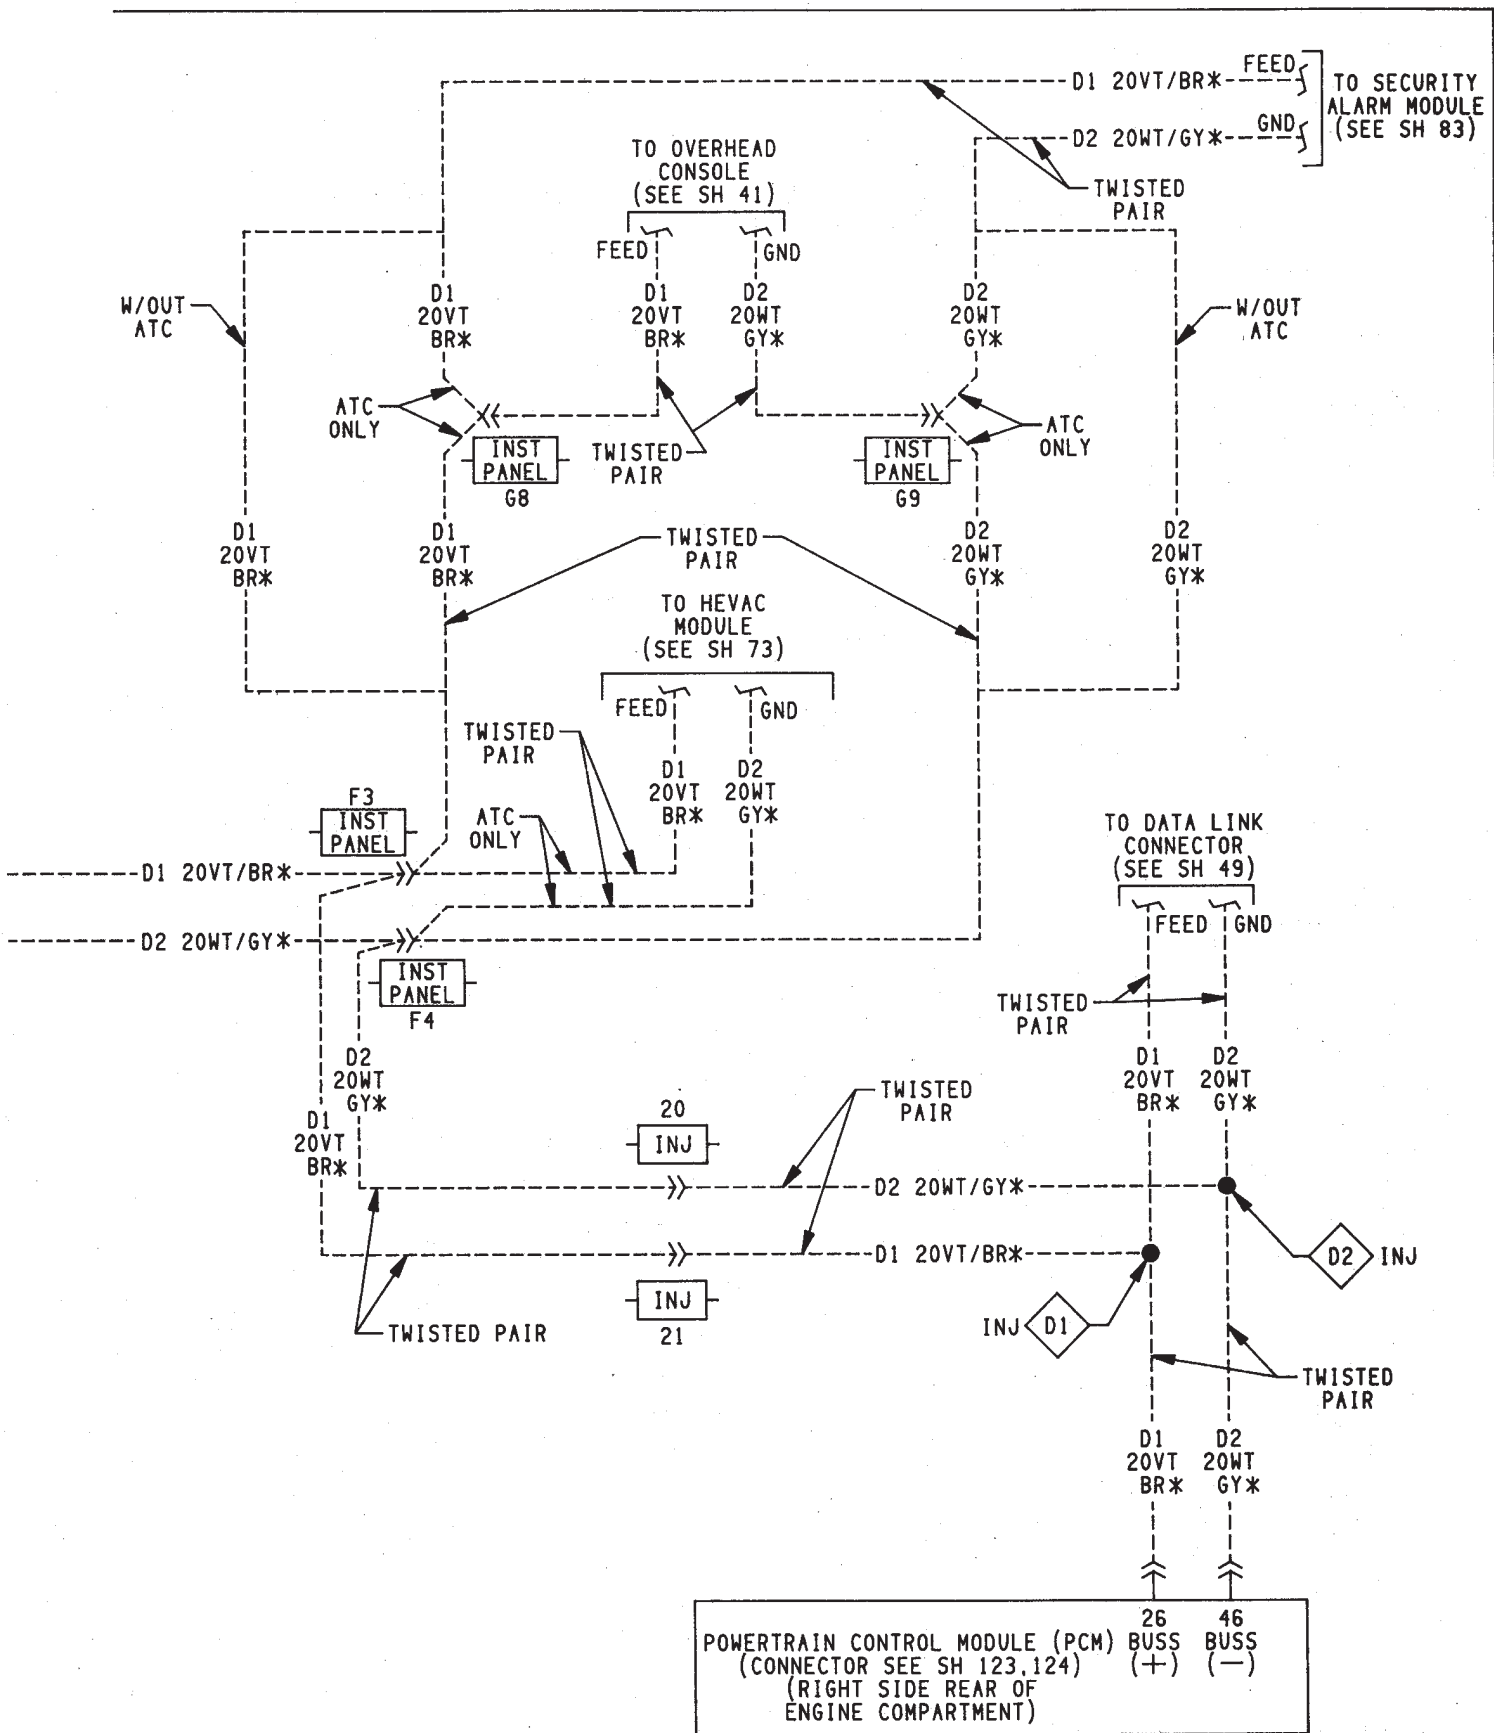 D1 20VT/BR*
FEED
TO SECURITY
ALARM MODULE
(SEE SH 83)
D2 20WT/GY*
GND
TWISTED
PAIR
TO OVERHEAD
CONSOLE
(SEE SH 41)
FEED
GND
W/OUT
ATC
D1
20VT
BR*
D1
20VT
BR*
D2
20WT
GY*
D2
20WT
GY*
W/OUT
ATC
ATC
ONLY
INST
PANEL
G8
TWISTED
PAIR
INST
PANEL
G9
ATC
ONLY
D1
20VT
BR*
D1
20VT
BR*
TWISTED
PAIR
D2
20WT
GY*
D2
20WT
GY*
TO HEVAC
MODULE
(SEE SH 73)
FEED
GND
TWISTED
PAIR
D1
20VT
BR*
D2
20WT
GY*
F3
INST
PANEL
ATC
ONLY
D1 20VT/BR*
D2 20WT/GY*
INST
PANEL
F4
TO DATA LINK
CONNECTOR
(SEE SH 49)
FEED
GND
TWISTED
PAIR
D2
20WT
GY*
D1
20VT
BR*
D1
20VT
BR*
D2
20WT
GY*
20
INJ
TWISTED
PAIR
D2 20WT/GY*
D1 20VT/BR*
INJ
21
TWISTED PAIR
D2
INJ
INJ
D1
TWISTED
PAIR
D1
20VT
BR*
D2
20WT
GY*
26
BUSS
(+)
46
BUSS
(—)
POWERTRAIN CONTROL MODULE (PCM)
(CONNECTOR SEE SH 123,124)
(RIGHT SIDE REAR OF
ENGINE COMPARTMENT)